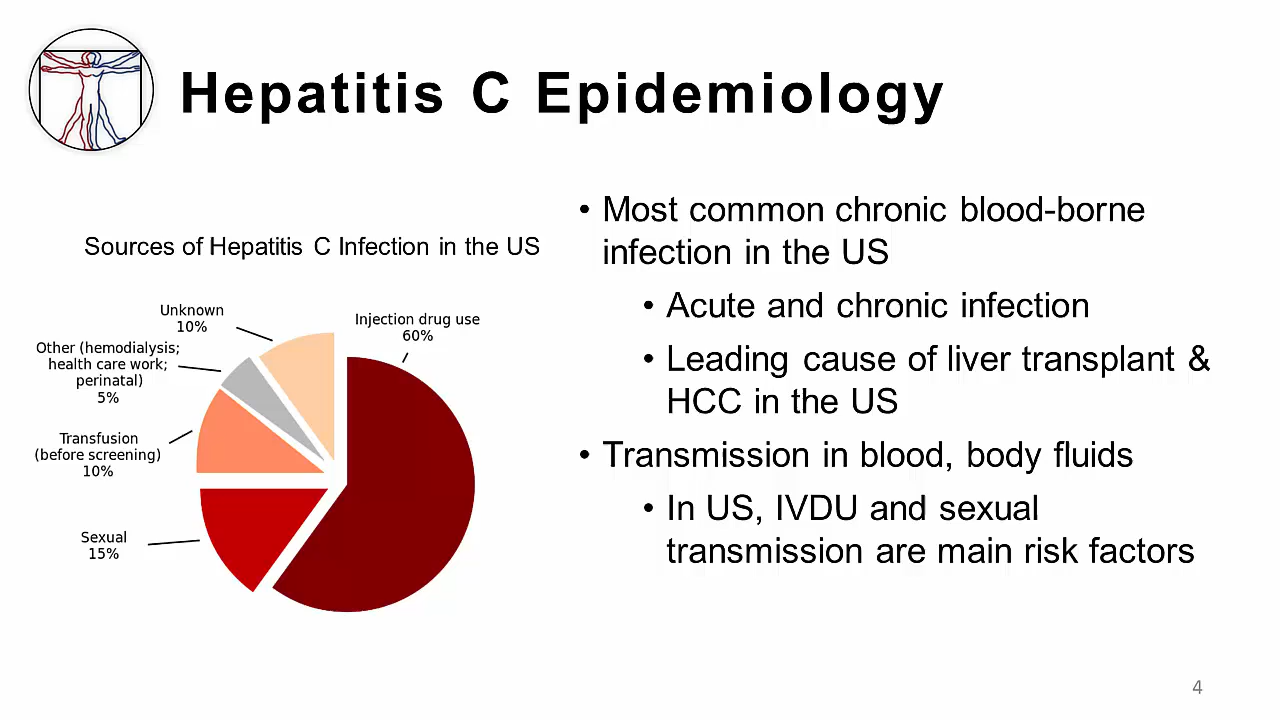 Hepatitis C Epidemiology
Sources of Hepatitis C Infection in the US
Unknown
10%
Injection drug use
60%
Other (hemodialysis;
health care work;
perinatal)
5%
Transfusion
(before screening)
10%
Sexual
15%
• Most common chronic blood-borne
infection in the US
• Acute and chronic infection
• Leading cause of liver transplant &
HCC in the US
• Transmission in blood, body fluids
• In US, IVDU and sexual
transmission are main risk factors
4